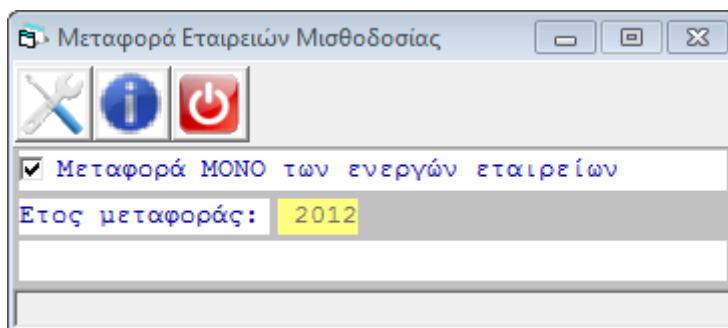 Μεταφορά Εταιρειών Μισθοδοσίας
Μεταφορά ΜΟΝΟ των ενεργών εταιρείων
Ετος μεταφοράς: 2012